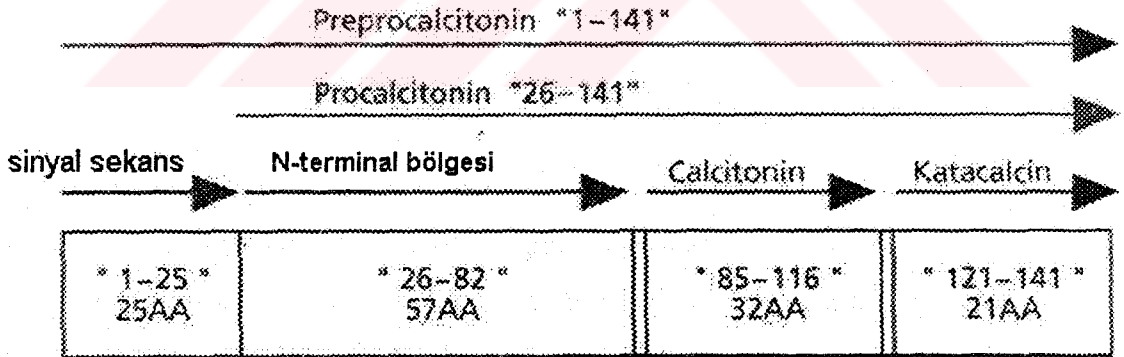 Preprocalcitonin "1–141"
Procalcitonin "26–141"
sinyal sekans N-terminal bölgesi Calcitonin Katacalcin
" 1–25 " " 26–82 " " 85–116 " " 121–141 "
25AA 57AA 32AA 21AA